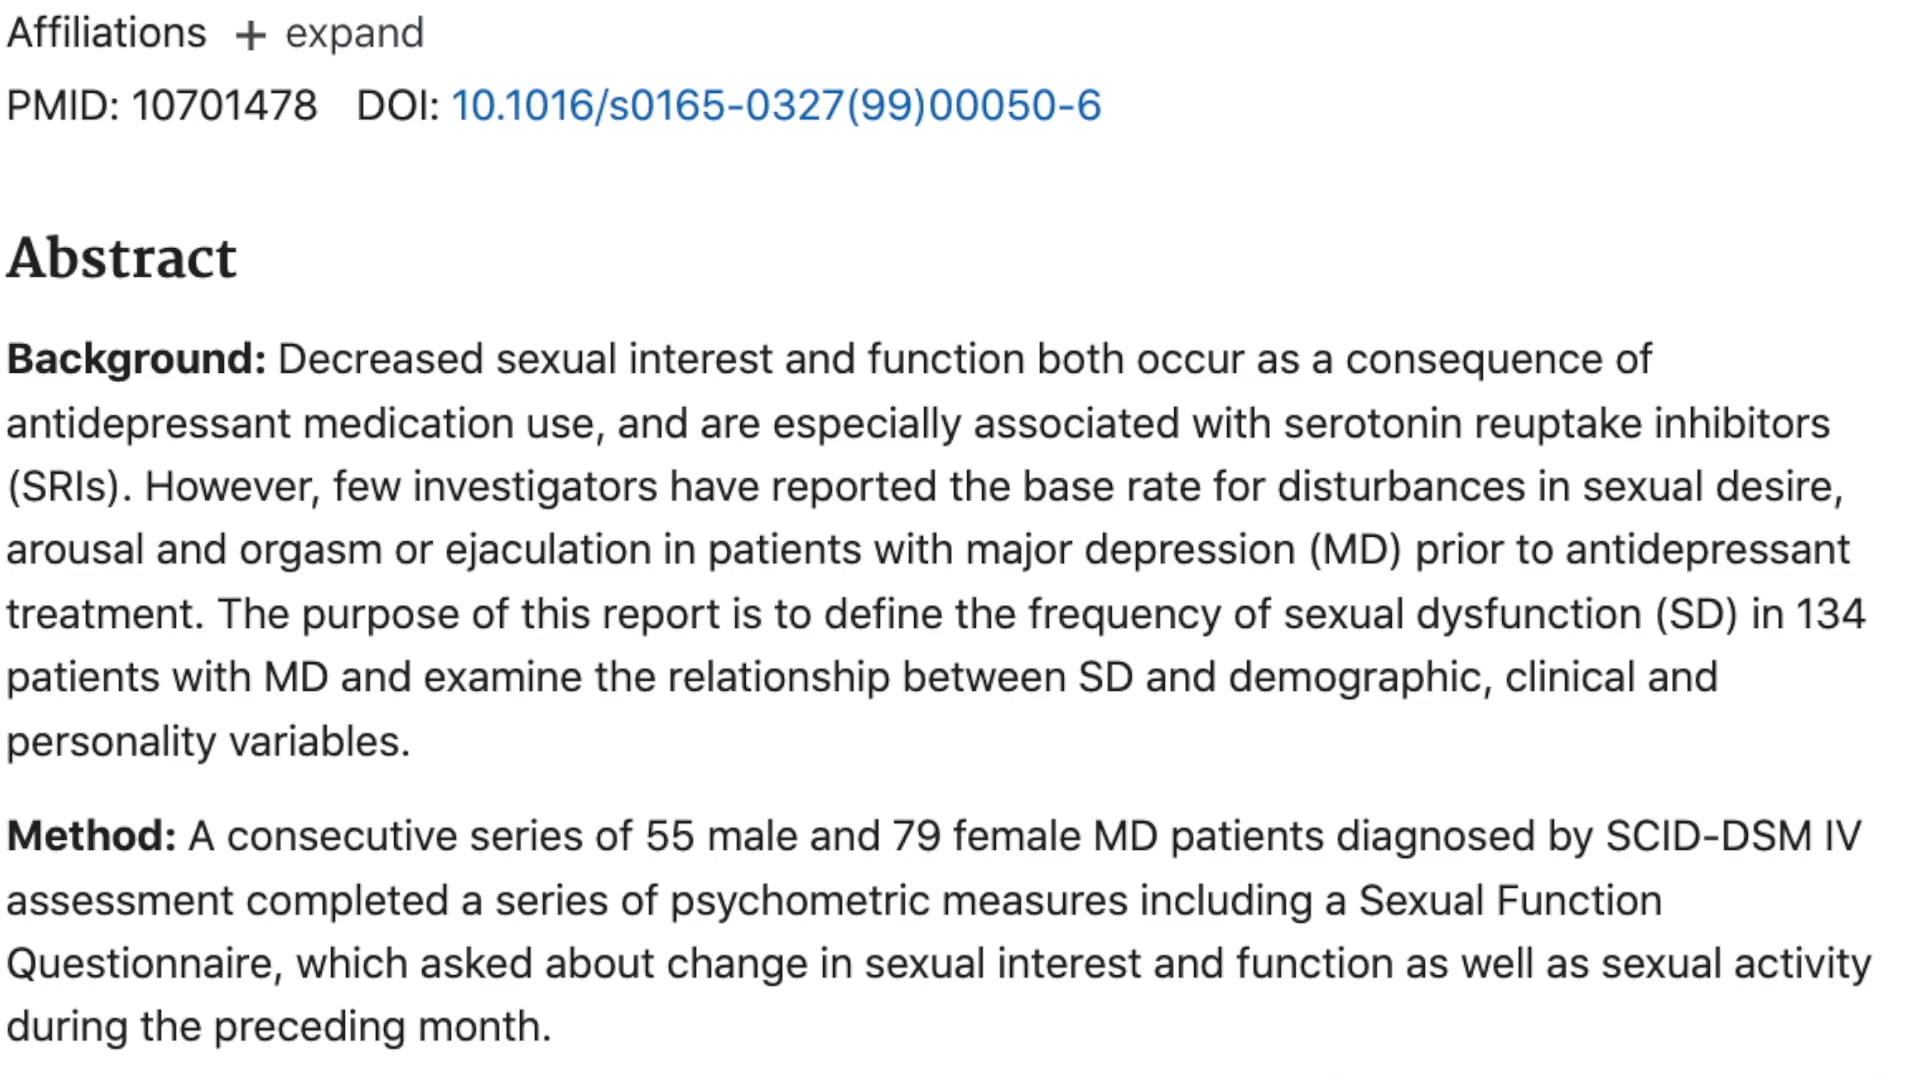 Affiliations + expand
PMID: 10701478 DOI: 10.1016/s0165-0327(99)00050-6
Abstract
Background: Decreased sexual interest and function both occur as a consequence of
antidepressant medication use, and are especially associated with serotonin reuptake inhibitors
(SRIs). However, few investigators have reported the base rate for disturbances in sexual desire,
arousal and orgasm or ejaculation in patients with major depression (MD) prior to antidepressant
treatment. The purpose of this report is to define the frequency of sexual dysfunction (SD) in 134
patients with MD and examine the relationship between SD and demographic, clinical and
personality variables.
Method: A consecutive series of 55 male and 79 female MD patients diagnosed by SCID-DSM IV
assessment completed a series of psychometric measures including a Sexual Function
Questionnaire, which asked about change in sexual interest and function as well as sexual activity
during the preceding month.